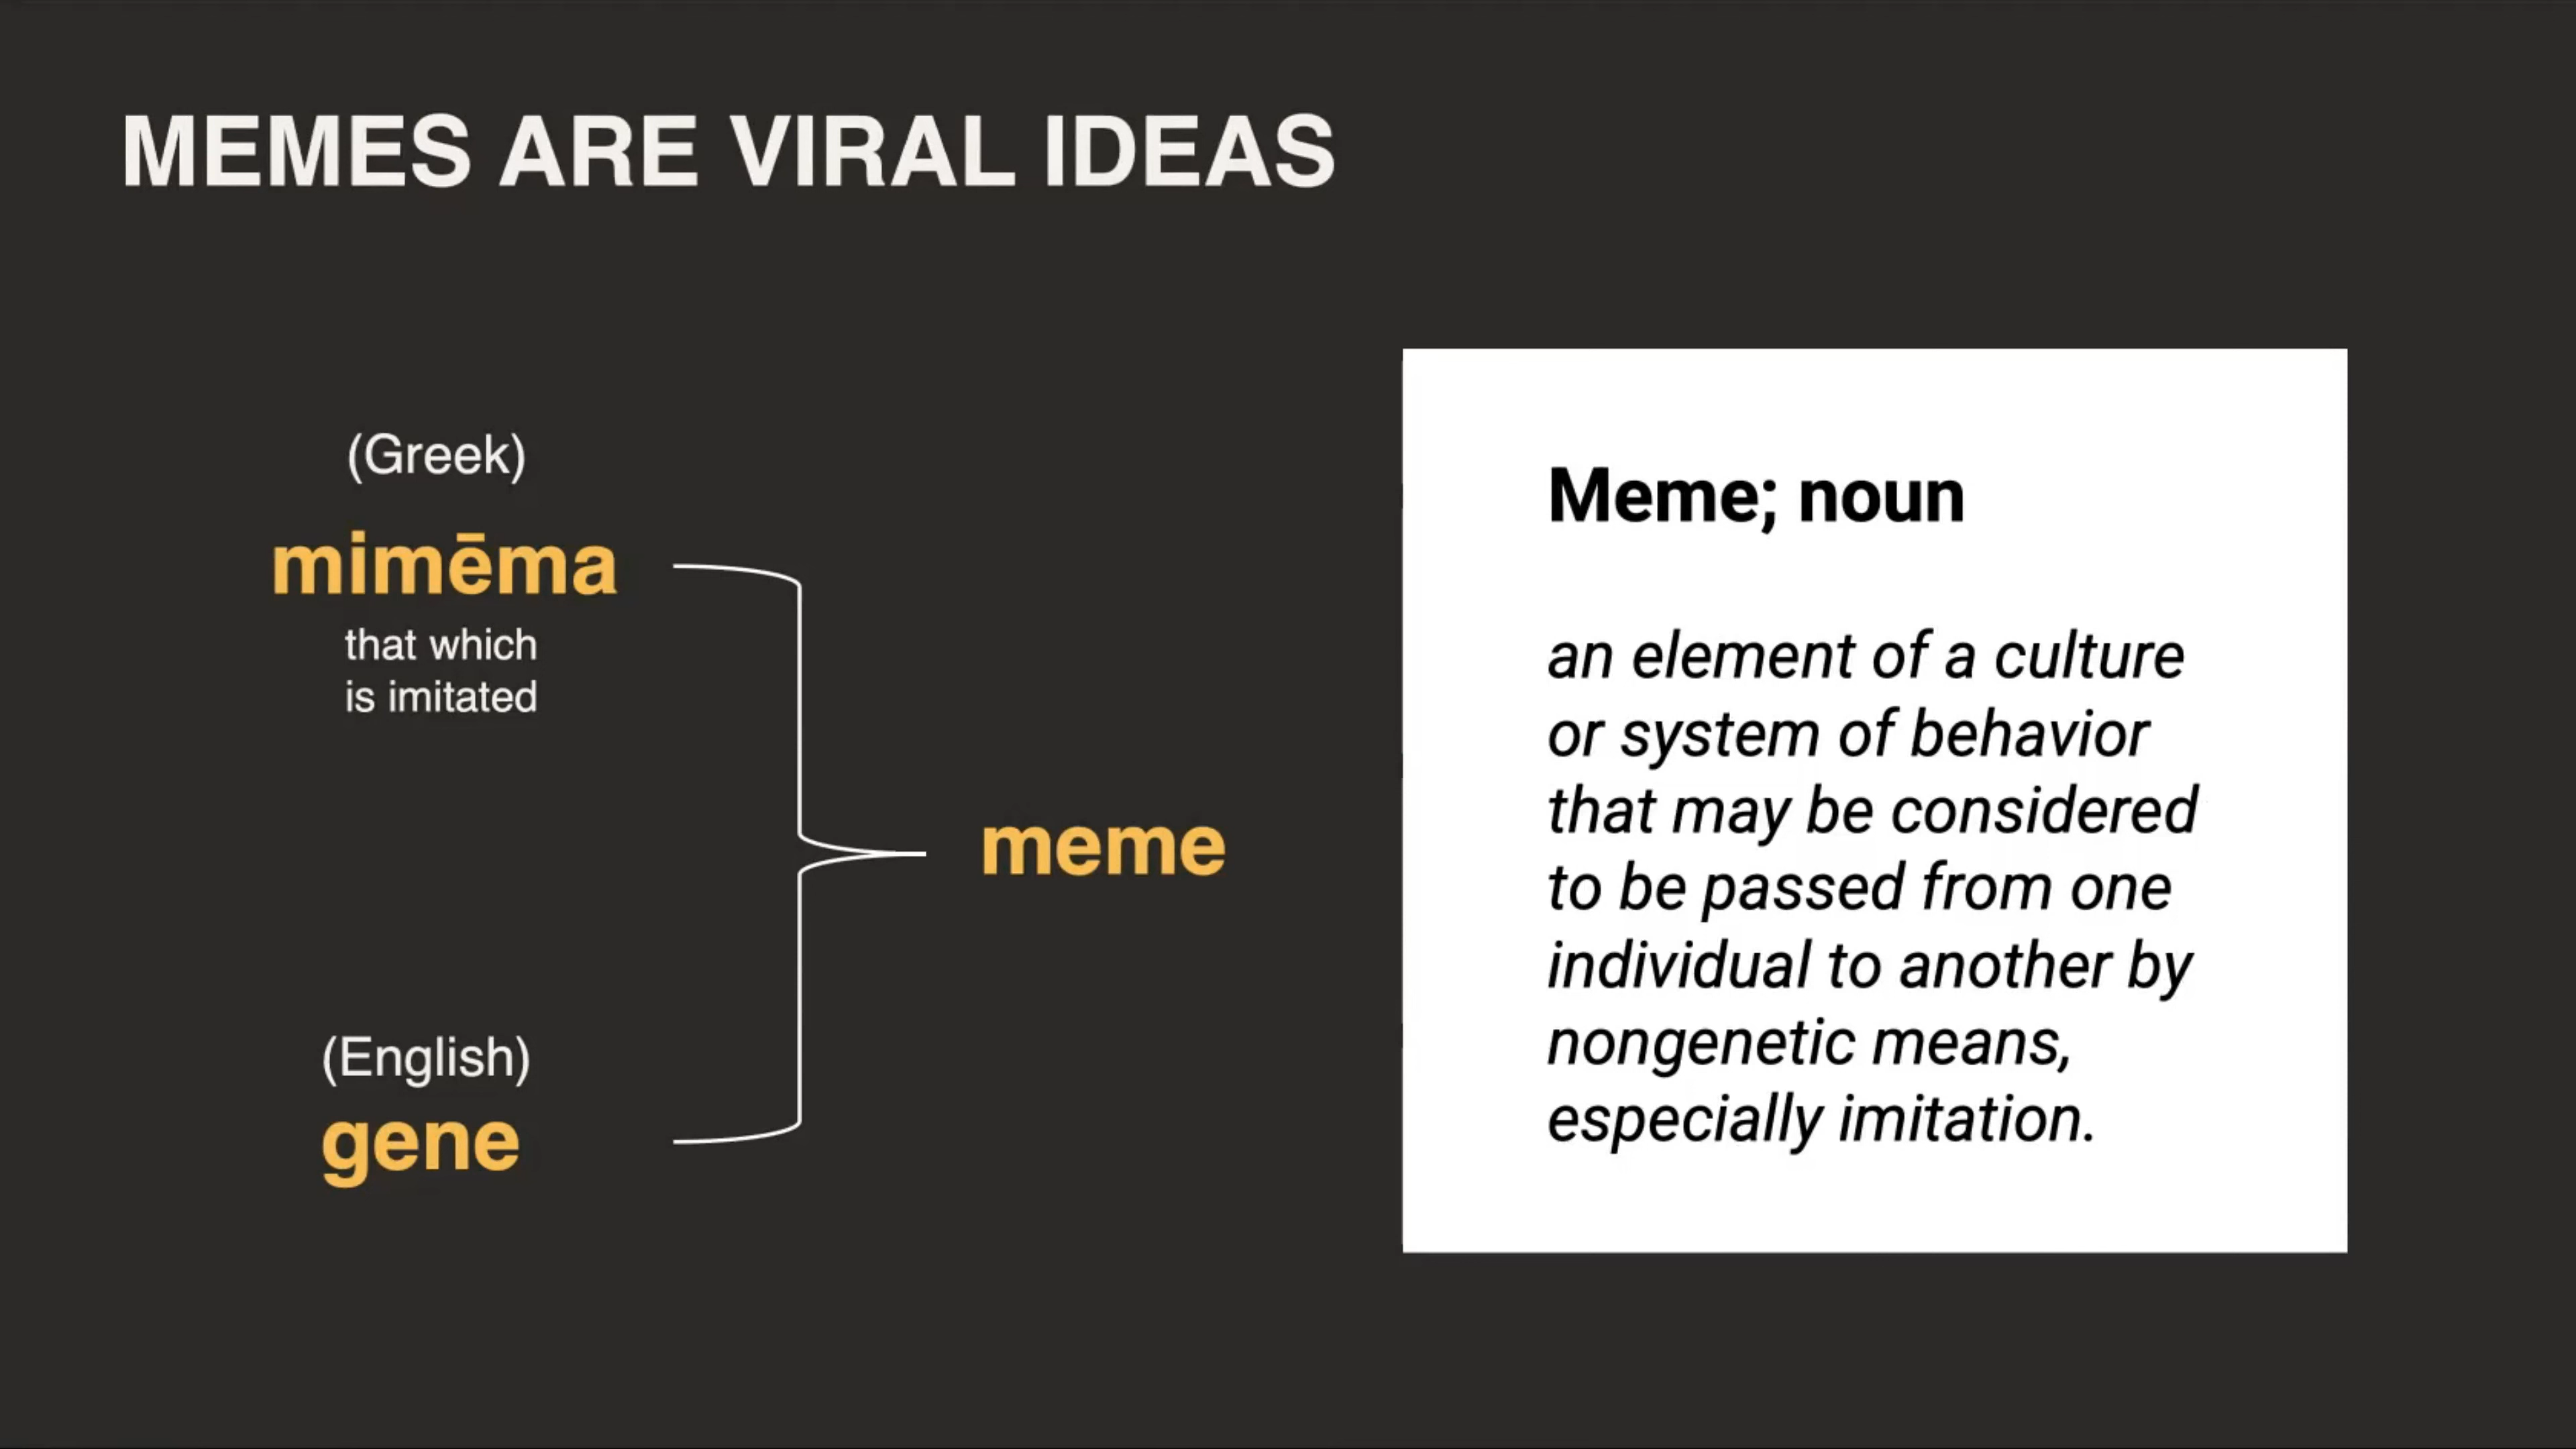 MEMES ARE VIRAL IDEAS
(Greek)
mimēma
that which
is imitated
(English)
gene
meme
Meme; noun
an element of a culture
or system of behavior
that may be considered
to be passed from one
individual to another by
nongenetic means,
especially imitation.